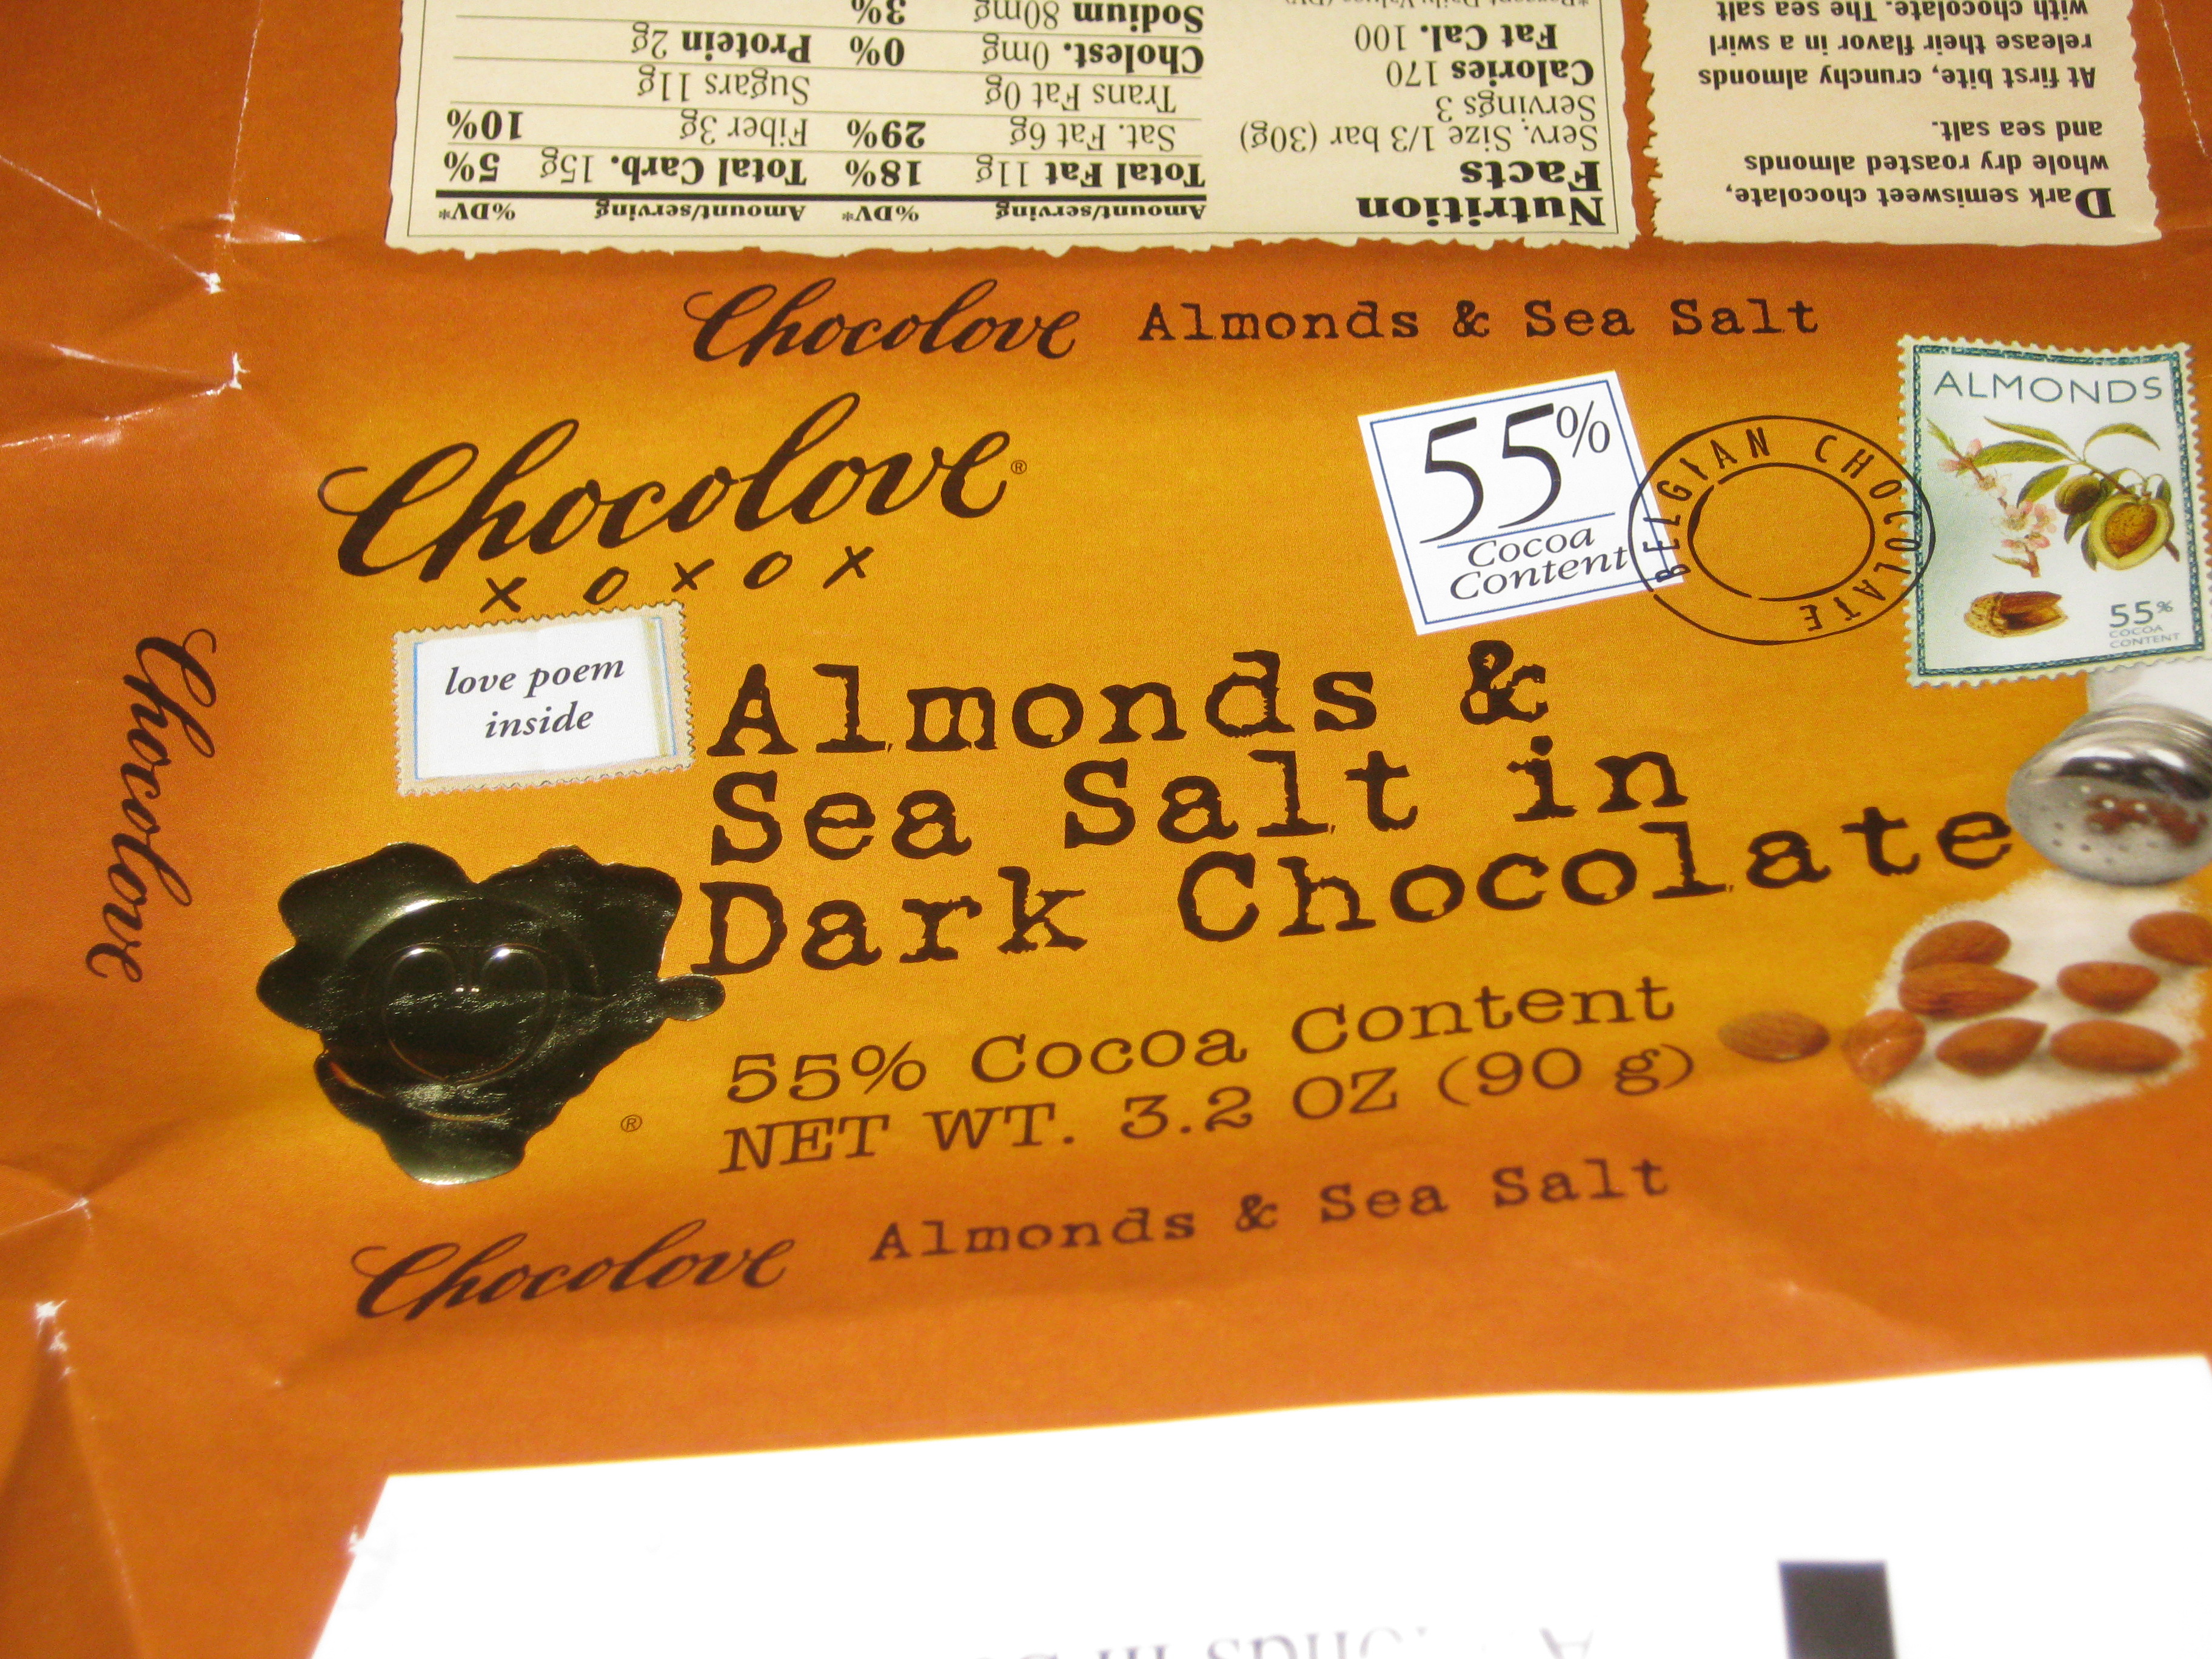 Dark semisweet chocolate,
whole dry roasted almonds
and sea salt.
At first bite, crunchy almonds
release their flavor in a swirl
with chocolate. The sea salt
Nutrition
Facts
Serv. Size 1/3 bar (30g)
Servings 3
Calories 170
Fat Cal. 100
Amount/serving %DV* Amount/serving %DV*
Total Fat 11g 18% Total Carb. 15g 5%
Sat. Fat 6g 29% Fiber 3g 10%
Trans Fat 0g Sugars 11g
Cholest. 0mg 0% Protein 2g
Sodium 80mg 3%
Chocolove Almonds & Sea Salt
Chocolove®
x o x o x
55%
Cocoa
Content
BELGIAN CHOCOLATE
ALMONDS
55%
COCOA
CONTENT
love poem
inside
Almonds &
Sea Salt in
Dark Chocolate
55% Cocoa Content
NET WT. 3.2 OZ (90 g)
®
Chocolove Almonds & Sea Salt
Chocolove